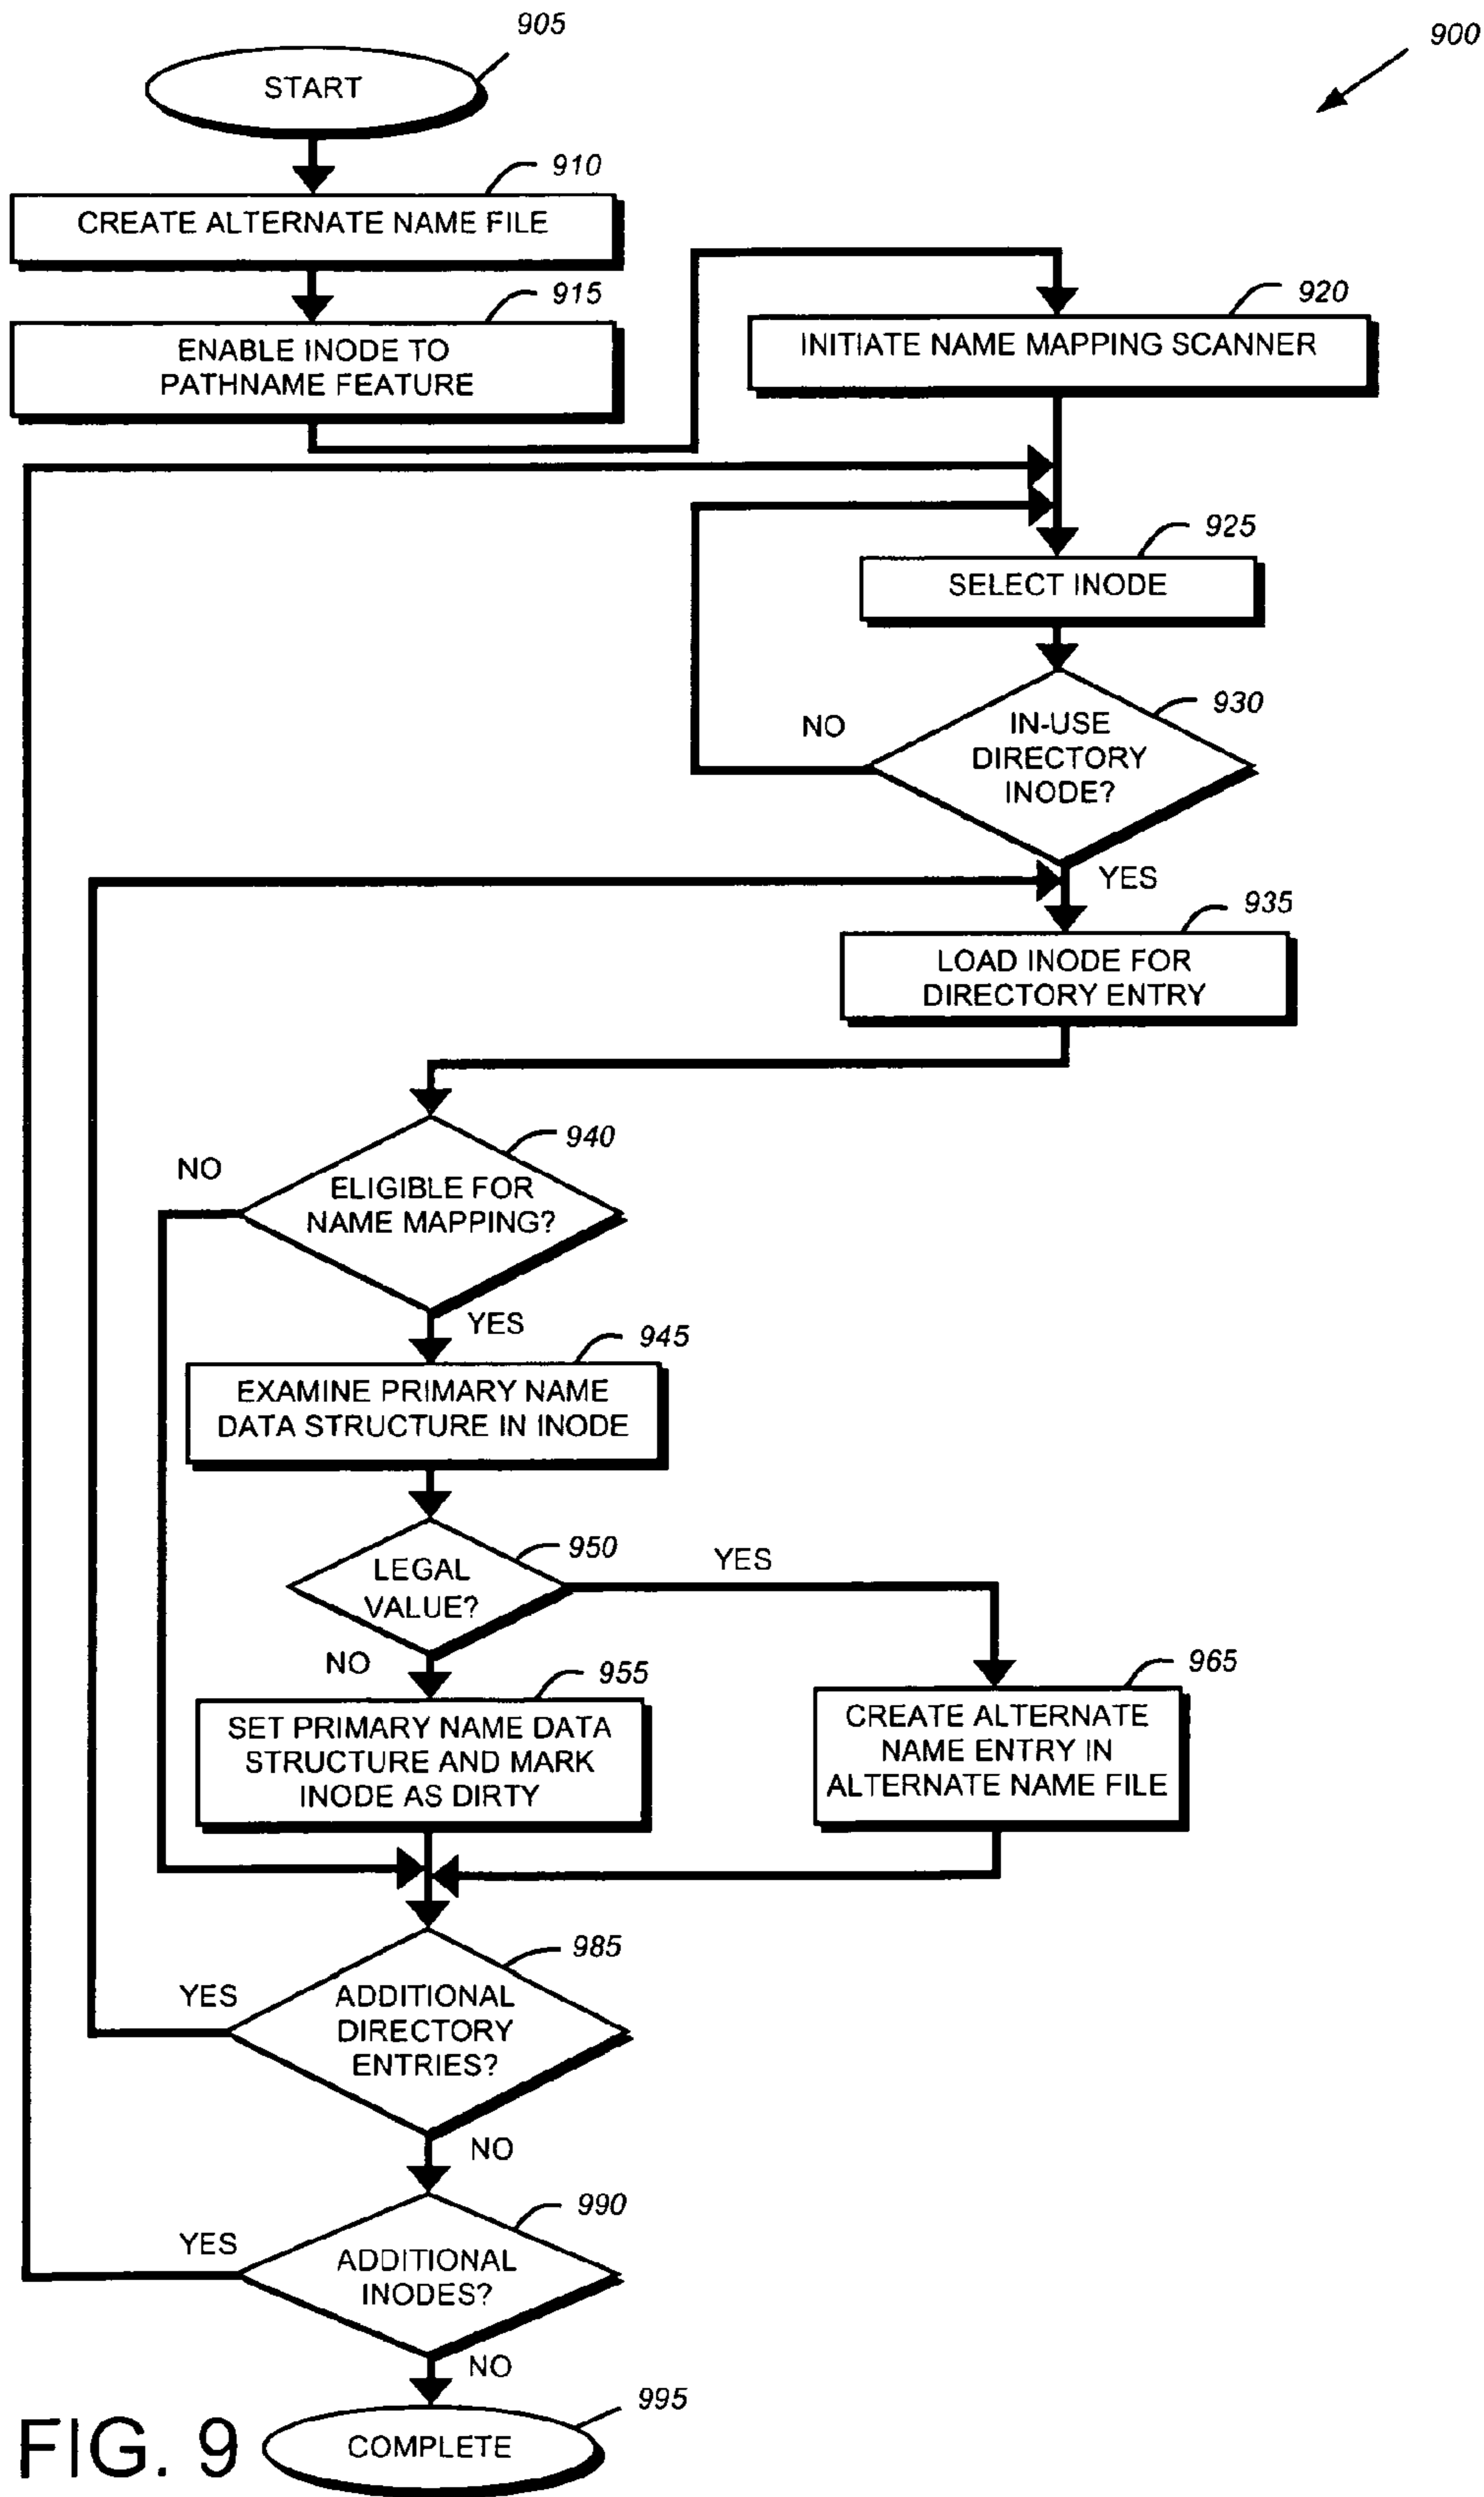 905
900
START
910
CREATE ALTERNATE NAME FILE
915
ENABLE INODE TO
PATHNAME FEATURE
920
INITIATE NAME MAPPING SCANNER
925
SELECT INODE
930
NO
IN-USE
DIRECTORY
INODE?
YES
935
LOAD INODE FOR
DIRECTORY ENTRY
940
NO
ELIGIBLE FOR
NAME MAPPING?
YES
945
EXAMINE PRIMARY NAME
DATA STRUCTURE IN INODE
950
YES
LEGAL
VALUE?
NO
955
SET PRIMARY NAME DATA
STRUCTURE AND MARK
INODE AS DIRTY
965
CREATE ALTERNATE
NAME ENTRY IN
ALTERNATE NAME FILE
985
YES
ADDITIONAL
DIRECTORY
ENTRIES?
NO
990
YES
ADDITIONAL
INODES?
NO
995
COMPLETE
FIG. 9